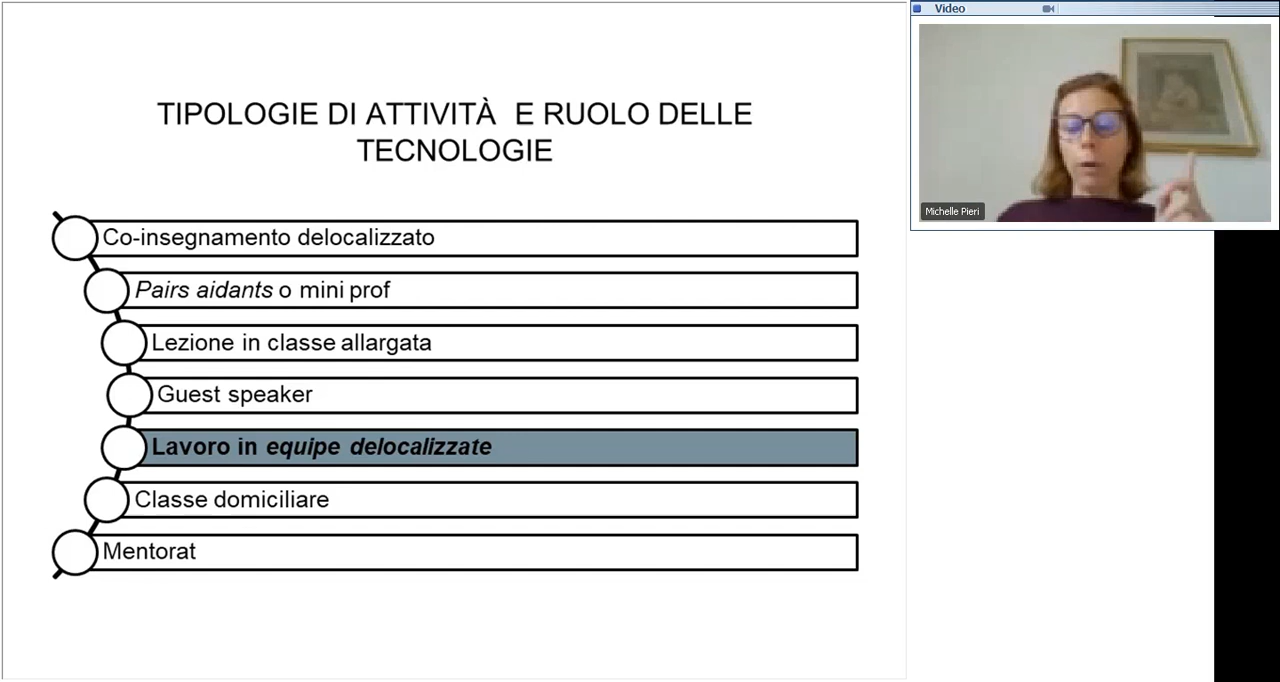 TIPOLOGIE DI ATTIVITÀ E RUOLO DELLE
TECNOLOGIE
Co-insegnamento delocalizzato
Pairs aidants o mini prof
Lezione in classe allargata
Guest speaker
Lavoro in equipe delocalizzate
Classe domiciliare
Mentorat
Video
Michelle Pieri